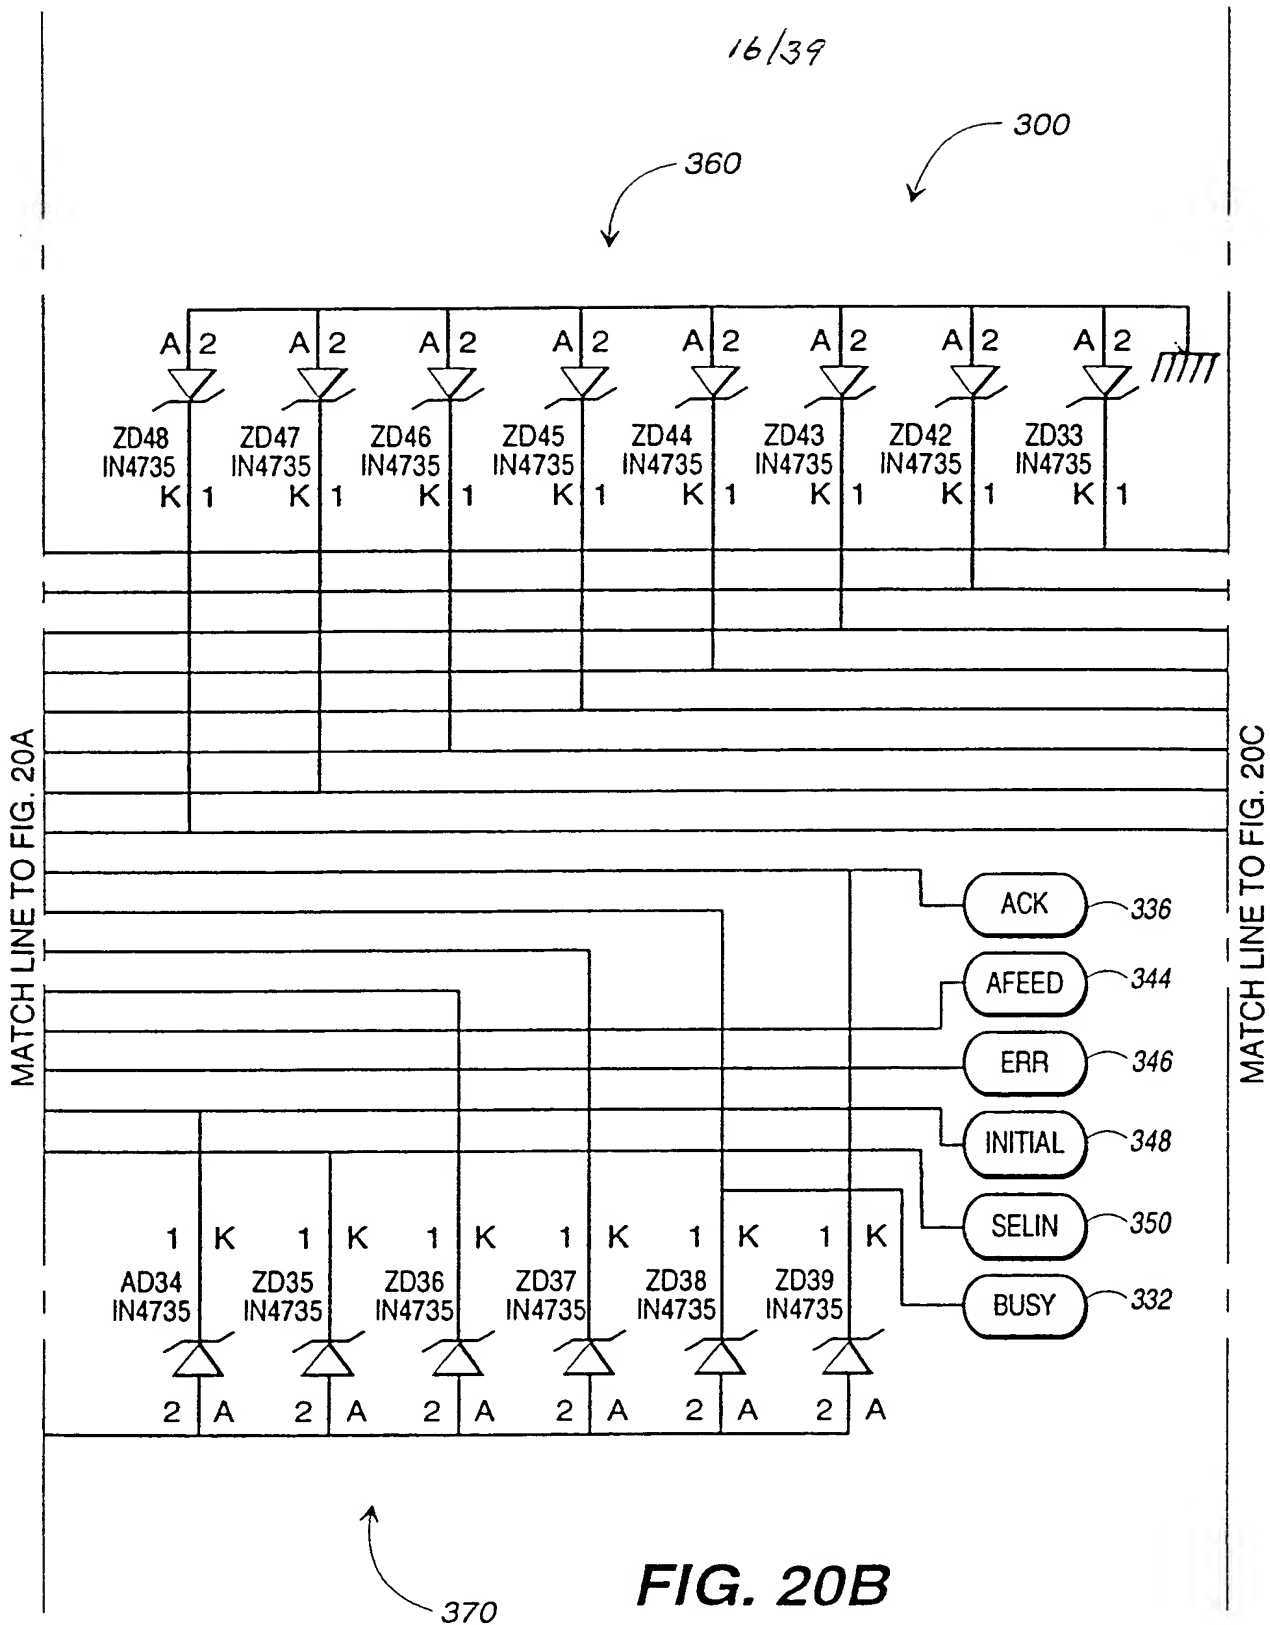 16/39
300
360
A 2 A 2 A 2 A 2 A 2 A 2 A 2 A 2
ZD48 ZD47 ZD46 ZD45 ZD44 ZD43 ZD42 ZD33
IN4735 IN4735 IN4735 IN4735 IN4735 IN4735 IN4735 IN4735
K 1 K 1 K 1 K 1 K 1 K 1 K 1 K 1
MATCH LINE TO FIG. 20A
MATCH LINE TO FIG. 20C
ACK 336
AFEED 344
ERR 346
INITIAL 348
SELIN 350
BUSY 332
1 K 1 K 1 K 1 K 1 K 1 K
AD34 ZD35 ZD36 ZD37 ZD38 ZD39
IN4735 IN4735 IN4735 IN4735 IN4735 IN4735
2 A 2 A 2 A 2 A 2 A 2 A
370
FIG. 20B